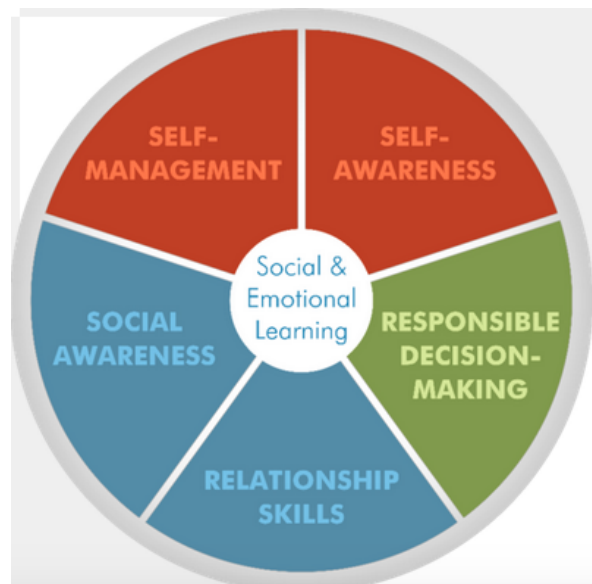 SELF-
MANAGEMENT
SELF-
AWARENESS
Social &
Emotional
Learning
SOCIAL
AWARENESS
RESPONSIBLE
DECISION-
MAKING
RELATIONSHIP
SKILLS